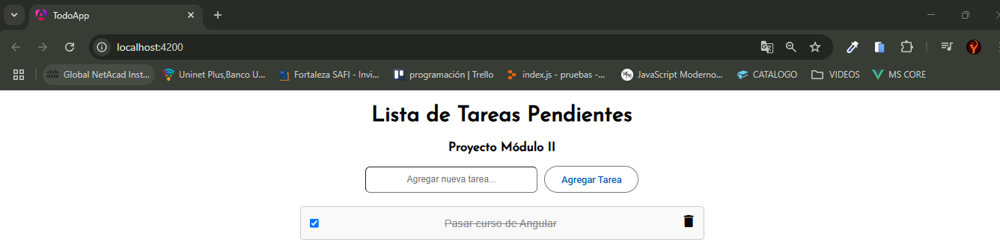 TodoApp
localhost:4200
Global NetAcad Inst...
Uninet Plus,Banco U...
Fortaleza SAFI - Invi...
programación | Trello
index.js - pruebas -...
JavaScript Moderno...
CATALOGO
VIDEOS
MS CORE
Lista de Tareas Pendientes
Proyecto Módulo II
Agregar nueva tarea...
Agregar Tarea
Pasar curso de Angular